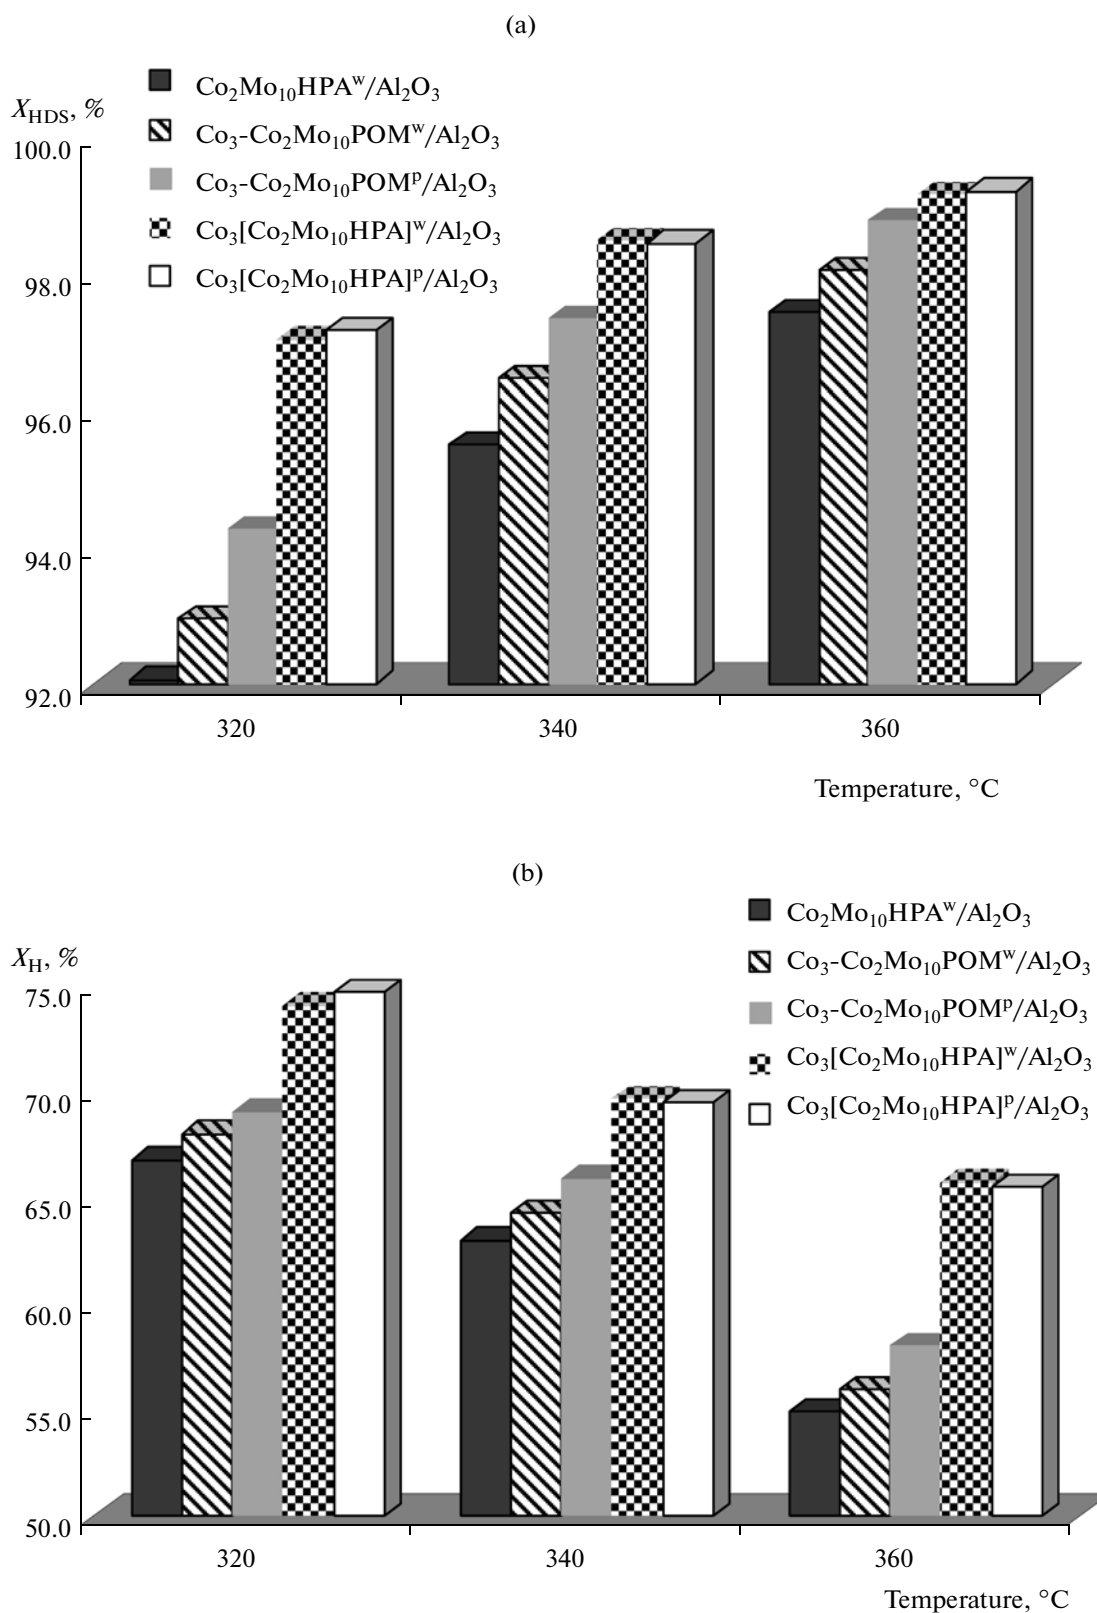 (a)
X_HDS, %
Co₂Mo₁₀HPAʷ/Al₂O₃
Co₃-Co₂Mo₁₀POMʷ/Al₂O₃
Co₃-Co₂Mo₁₀POMᵖ/Al₂O₃
Co₃[Co₂Mo₁₀HPA]ʷ/Al₂O₃
Co₃[Co₂Mo₁₀HPA]ᵖ/Al₂O₃
100.0
98.0
96.0
94.0
92.0
320 340 360
Temperature, °C
(b)
X_H, %
Co₂Mo₁₀HPAʷ/Al₂O₃
Co₃-Co₂Mo₁₀POMʷ/Al₂O₃
Co₃-Co₂Mo₁₀POMᵖ/Al₂O₃
Co₃[Co₂Mo₁₀HPA]ʷ/Al₂O₃
Co₃[Co₂Mo₁₀HPA]ᵖ/Al₂O₃
75.0
70.0
65.0
60.0
55.0
50.0
320 340 360
Temperature, °C